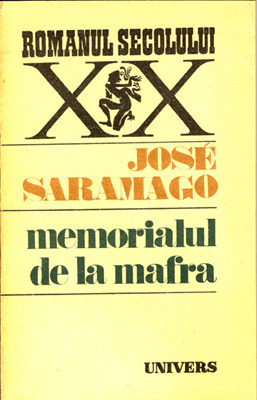 ROMANUL SECOLULUI
XX
JOSÉ
SARAMAGO
memorialul
de la mafra
UNIVERS